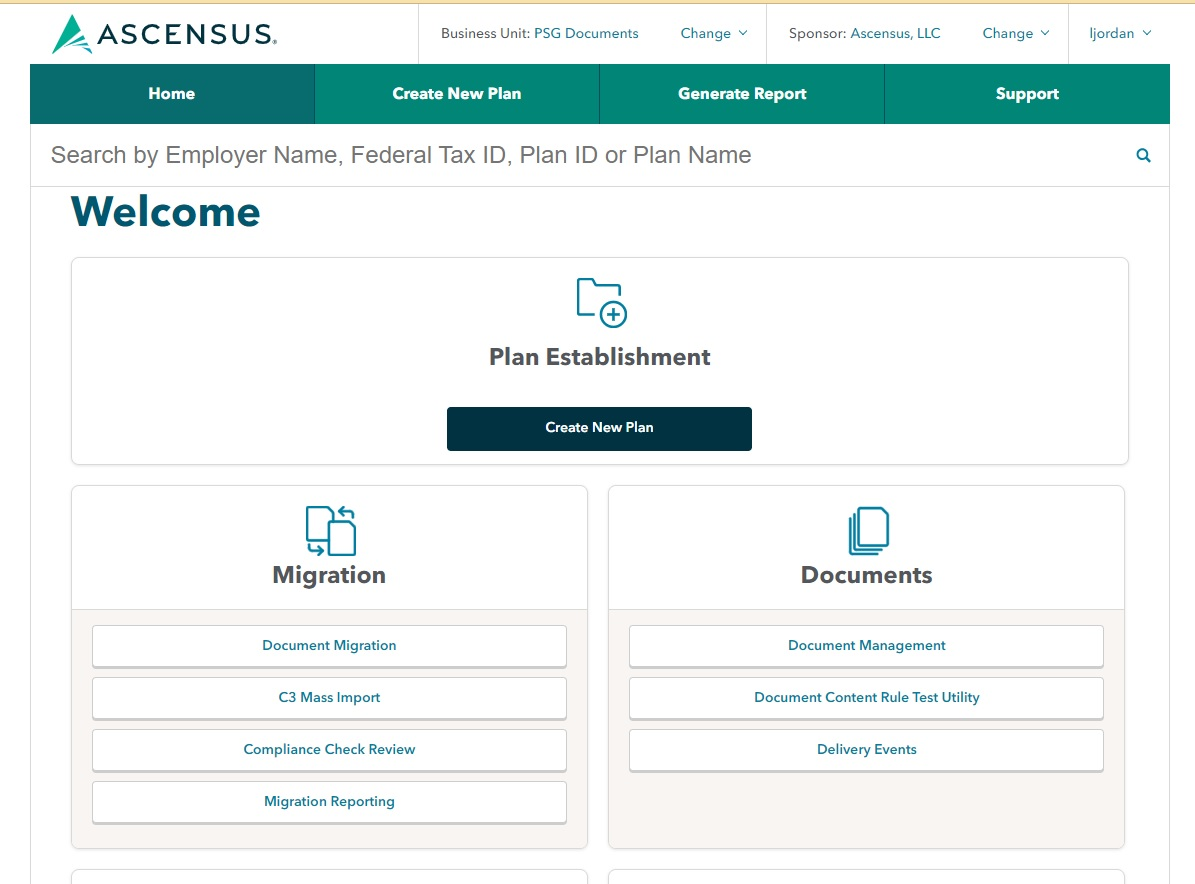 ASCENSUS®
Business Unit: PSG Documents Change Sponsor: Ascensus, LLC Change ljordan
Home Create New Plan Generate Report Support
Search by Employer Name, Federal Tax ID, Plan ID or Plan Name
Welcome
Plan Establishment
Create New Plan
Migration
Document Migration
C3 Mass Import
Compliance Check Review
Migration Reporting
Documents
Document Management
Document Content Rule Test Utility
Delivery Events